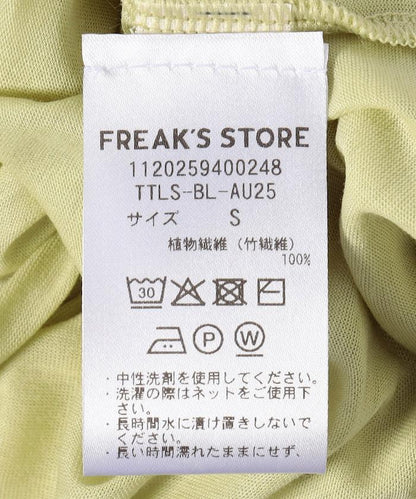 FREAK'S STORE
1120259400248
TTLS-BL-AU25
サイズ S
植物繊維（竹繊維）
100%
30
P W
・中性洗剤を使用してください。
・洗濯の際はネットをご使用下
さい。
・長時間水に漬け置きしないで
ください。
・長時間濡れたままにせず、